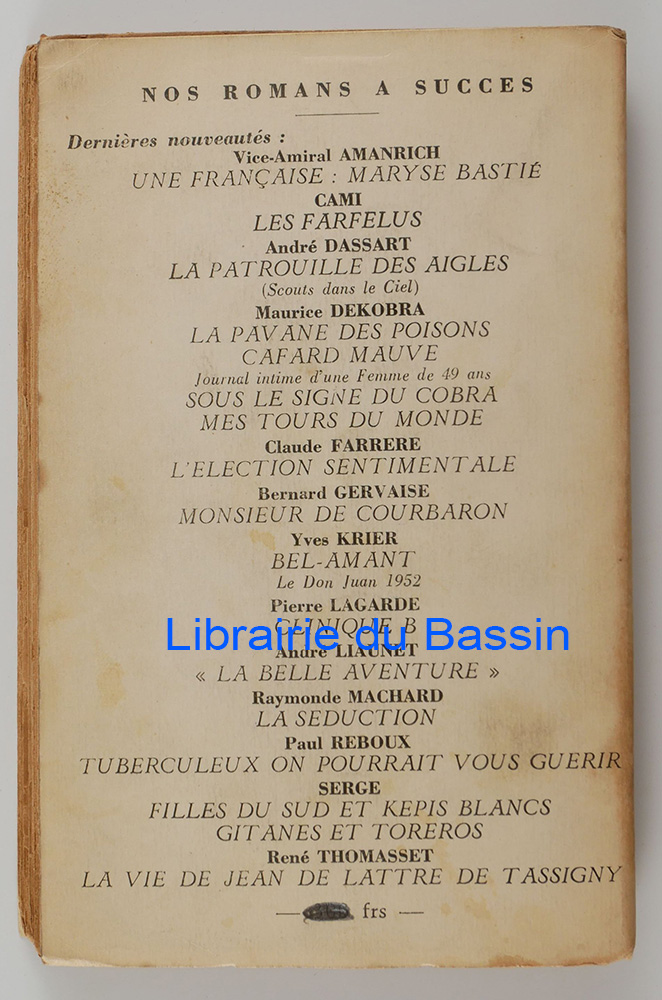 NOS ROMANS A SUCCES
Dernières nouveautés :
Vice-Amiral AMANRICH
UNE FRANÇAISE : MARYSE BASTIÉ
CAMI
LES FARFELUS
André DASSART
LA PATROUILLE DES AIGLES
(Scouts dans le Ciel)
Maurice DEKOBRA
LA PAVANE DES POISONS
CAFARD MAUVE
Journal intime d'une Femme de 49 ans
SOUS LE SIGNE DU COBRA
MES TOURS DU MONDE
Claude FARRERE
L'ELECTION SENTIMENTALE
Bernard GERVAISE
MONSIEUR DE COURBARON
Yves KRIER
BEL-AMANT
Le Don Juan 1952
Pierre LAGARDE
CLINIQUE B
Librairie du Bassin
André LIAUNET
« LA BELLE AVENTURE »
Raymonde MACHARD
LA SEDUCTION
Paul REBOUX
TUBERCULEUX ON POURRAIT VOUS GUERIR
SERGE
FILLES DU SUD ET KEPIS BLANCS
GITANES ET TOREROS
René THOMASSET
LA VIE DE JEAN DE LATTRE DE TASSIGNY
— frs —